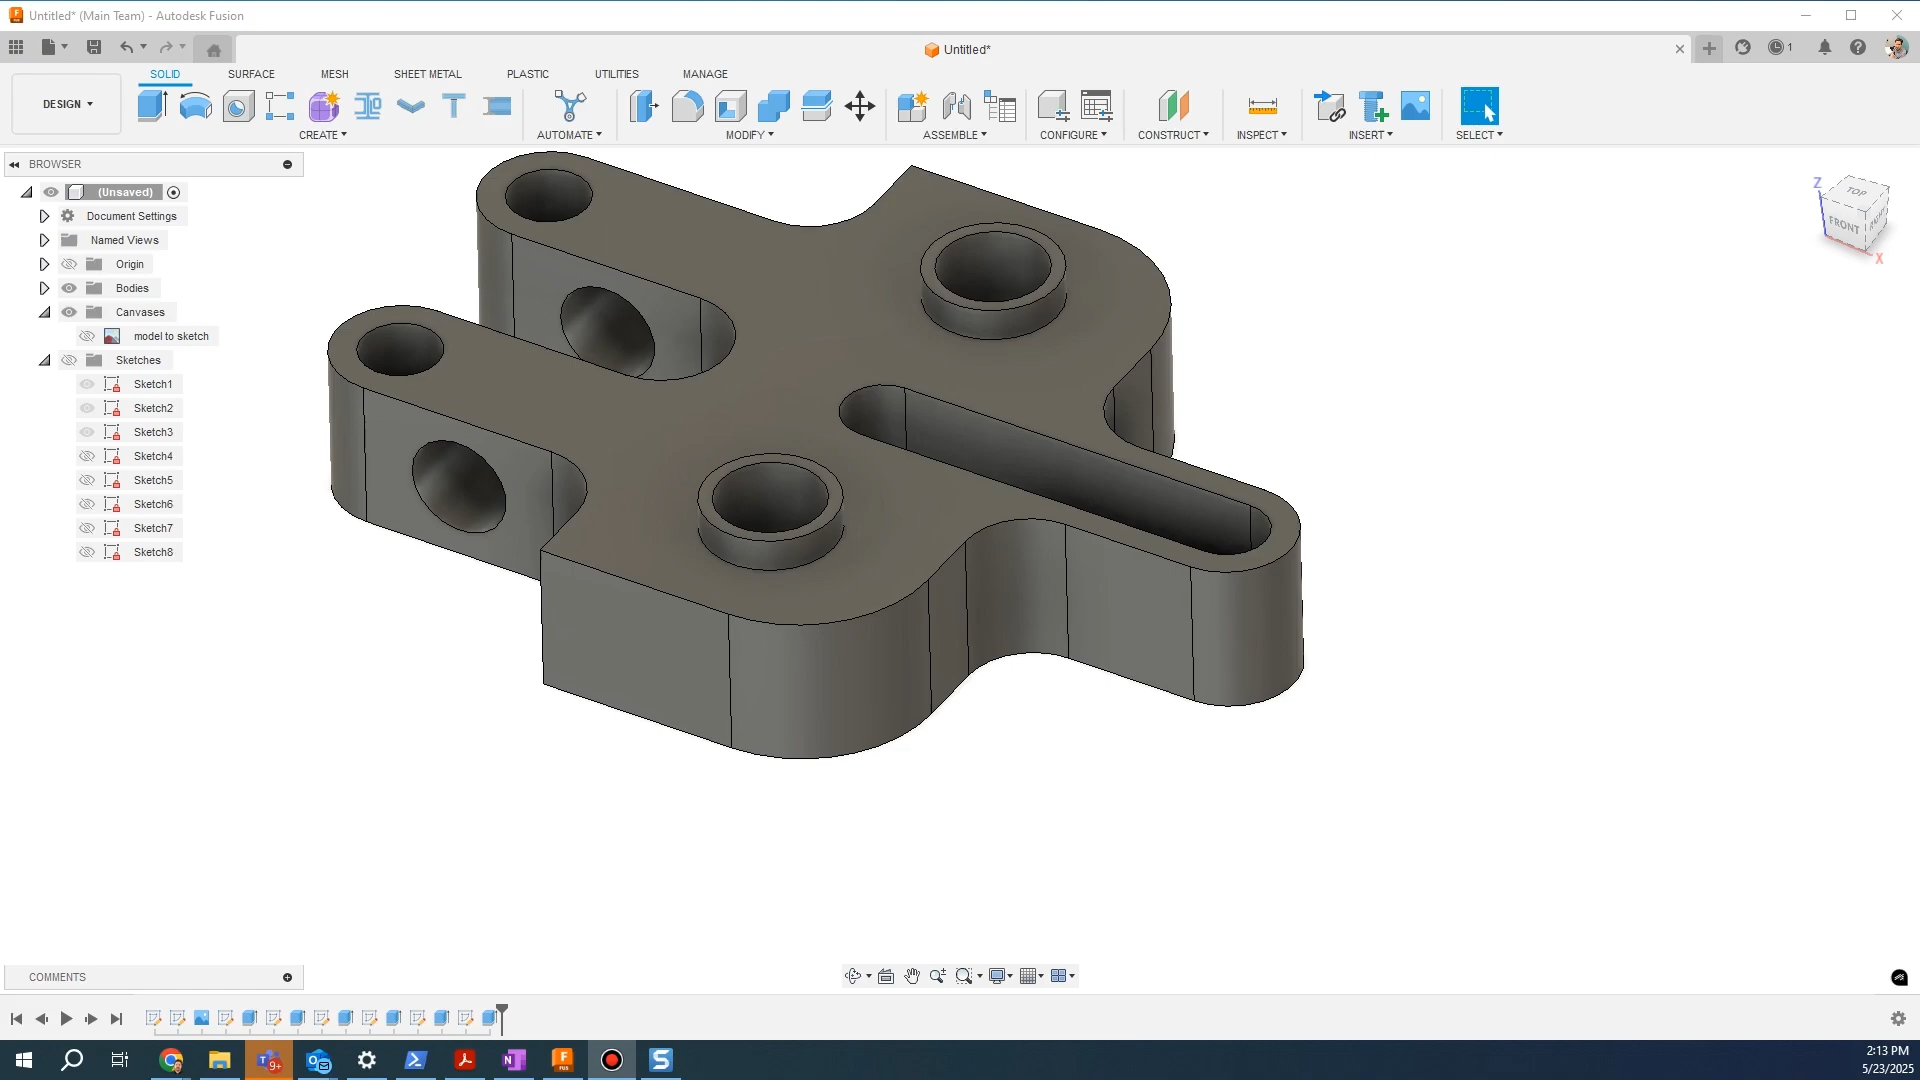 Untitled* (Main Team) - Autodesk Fusion
Untitled*
1
SOLID SURFACE MESH SHEET METAL PLASTIC UTILITIES MANAGE
DESIGN
CREATE AUTOMATE MODIFY ASSEMBLE CONFIGURE CONSTRUCT INSPECT INSERT SELECT
BROWSER
(Unsaved)
Document Settings
Named Views
Origin
Bodies
Canvases
model to sketch
Sketches
Sketch1
Sketch2
Sketch3
Sketch4
Sketch5
Sketch6
Sketch7
Sketch8
Z
TOP
FRONT
X
COMMENTS
9+
2:13 PM
5/23/2025